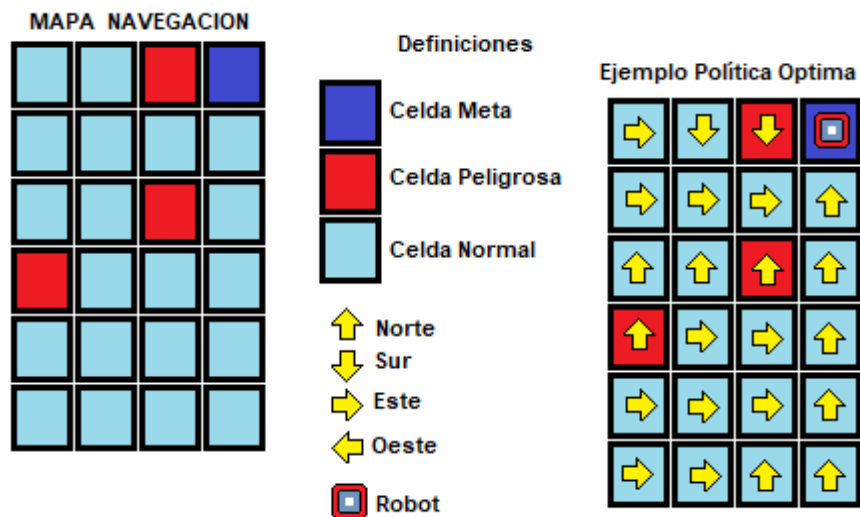 MAPA NAVEGACION
Definiciones
Celda Meta
Celda Peligrosa
Celda Normal
Norte
Sur
Este
Oeste
Robot
Ejemplo Política Optima